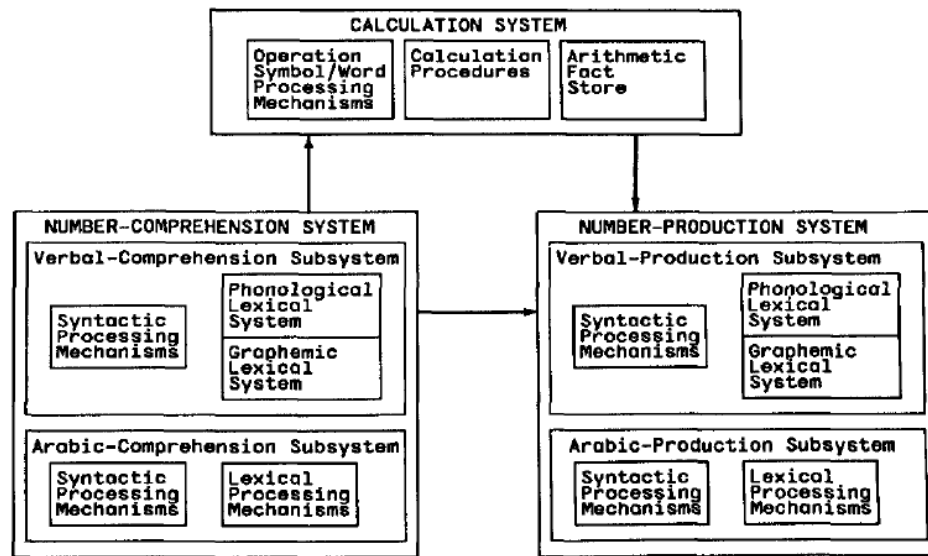 CALCULATION SYSTEM
Operation
Symbol/Word
Processing
Mechanisms
Calculation
Procedures
Arithmetic
Fact
Store
NUMBER-COMPREHENSION SYSTEM
Verbal-Comprehension Subsystem
Syntactic
Processing
Mechanisms
Phonological
Lexical
System
Graphemic
Lexical
System
Arabic-Comprehension Subsystem
Syntactic
Processing
Mechanisms
Lexical
Processing
Mechanisms
NUMBER-PRODUCTION SYSTEM
Verbal-Production Subsystem
Syntactic
Processing
Mechanisms
Phonological
Lexical
System
Graphemic
Lexical
System
Arabic-Production Subsystem
Syntactic
Processing
Mechanisms
Lexical
Processing
Mechanisms